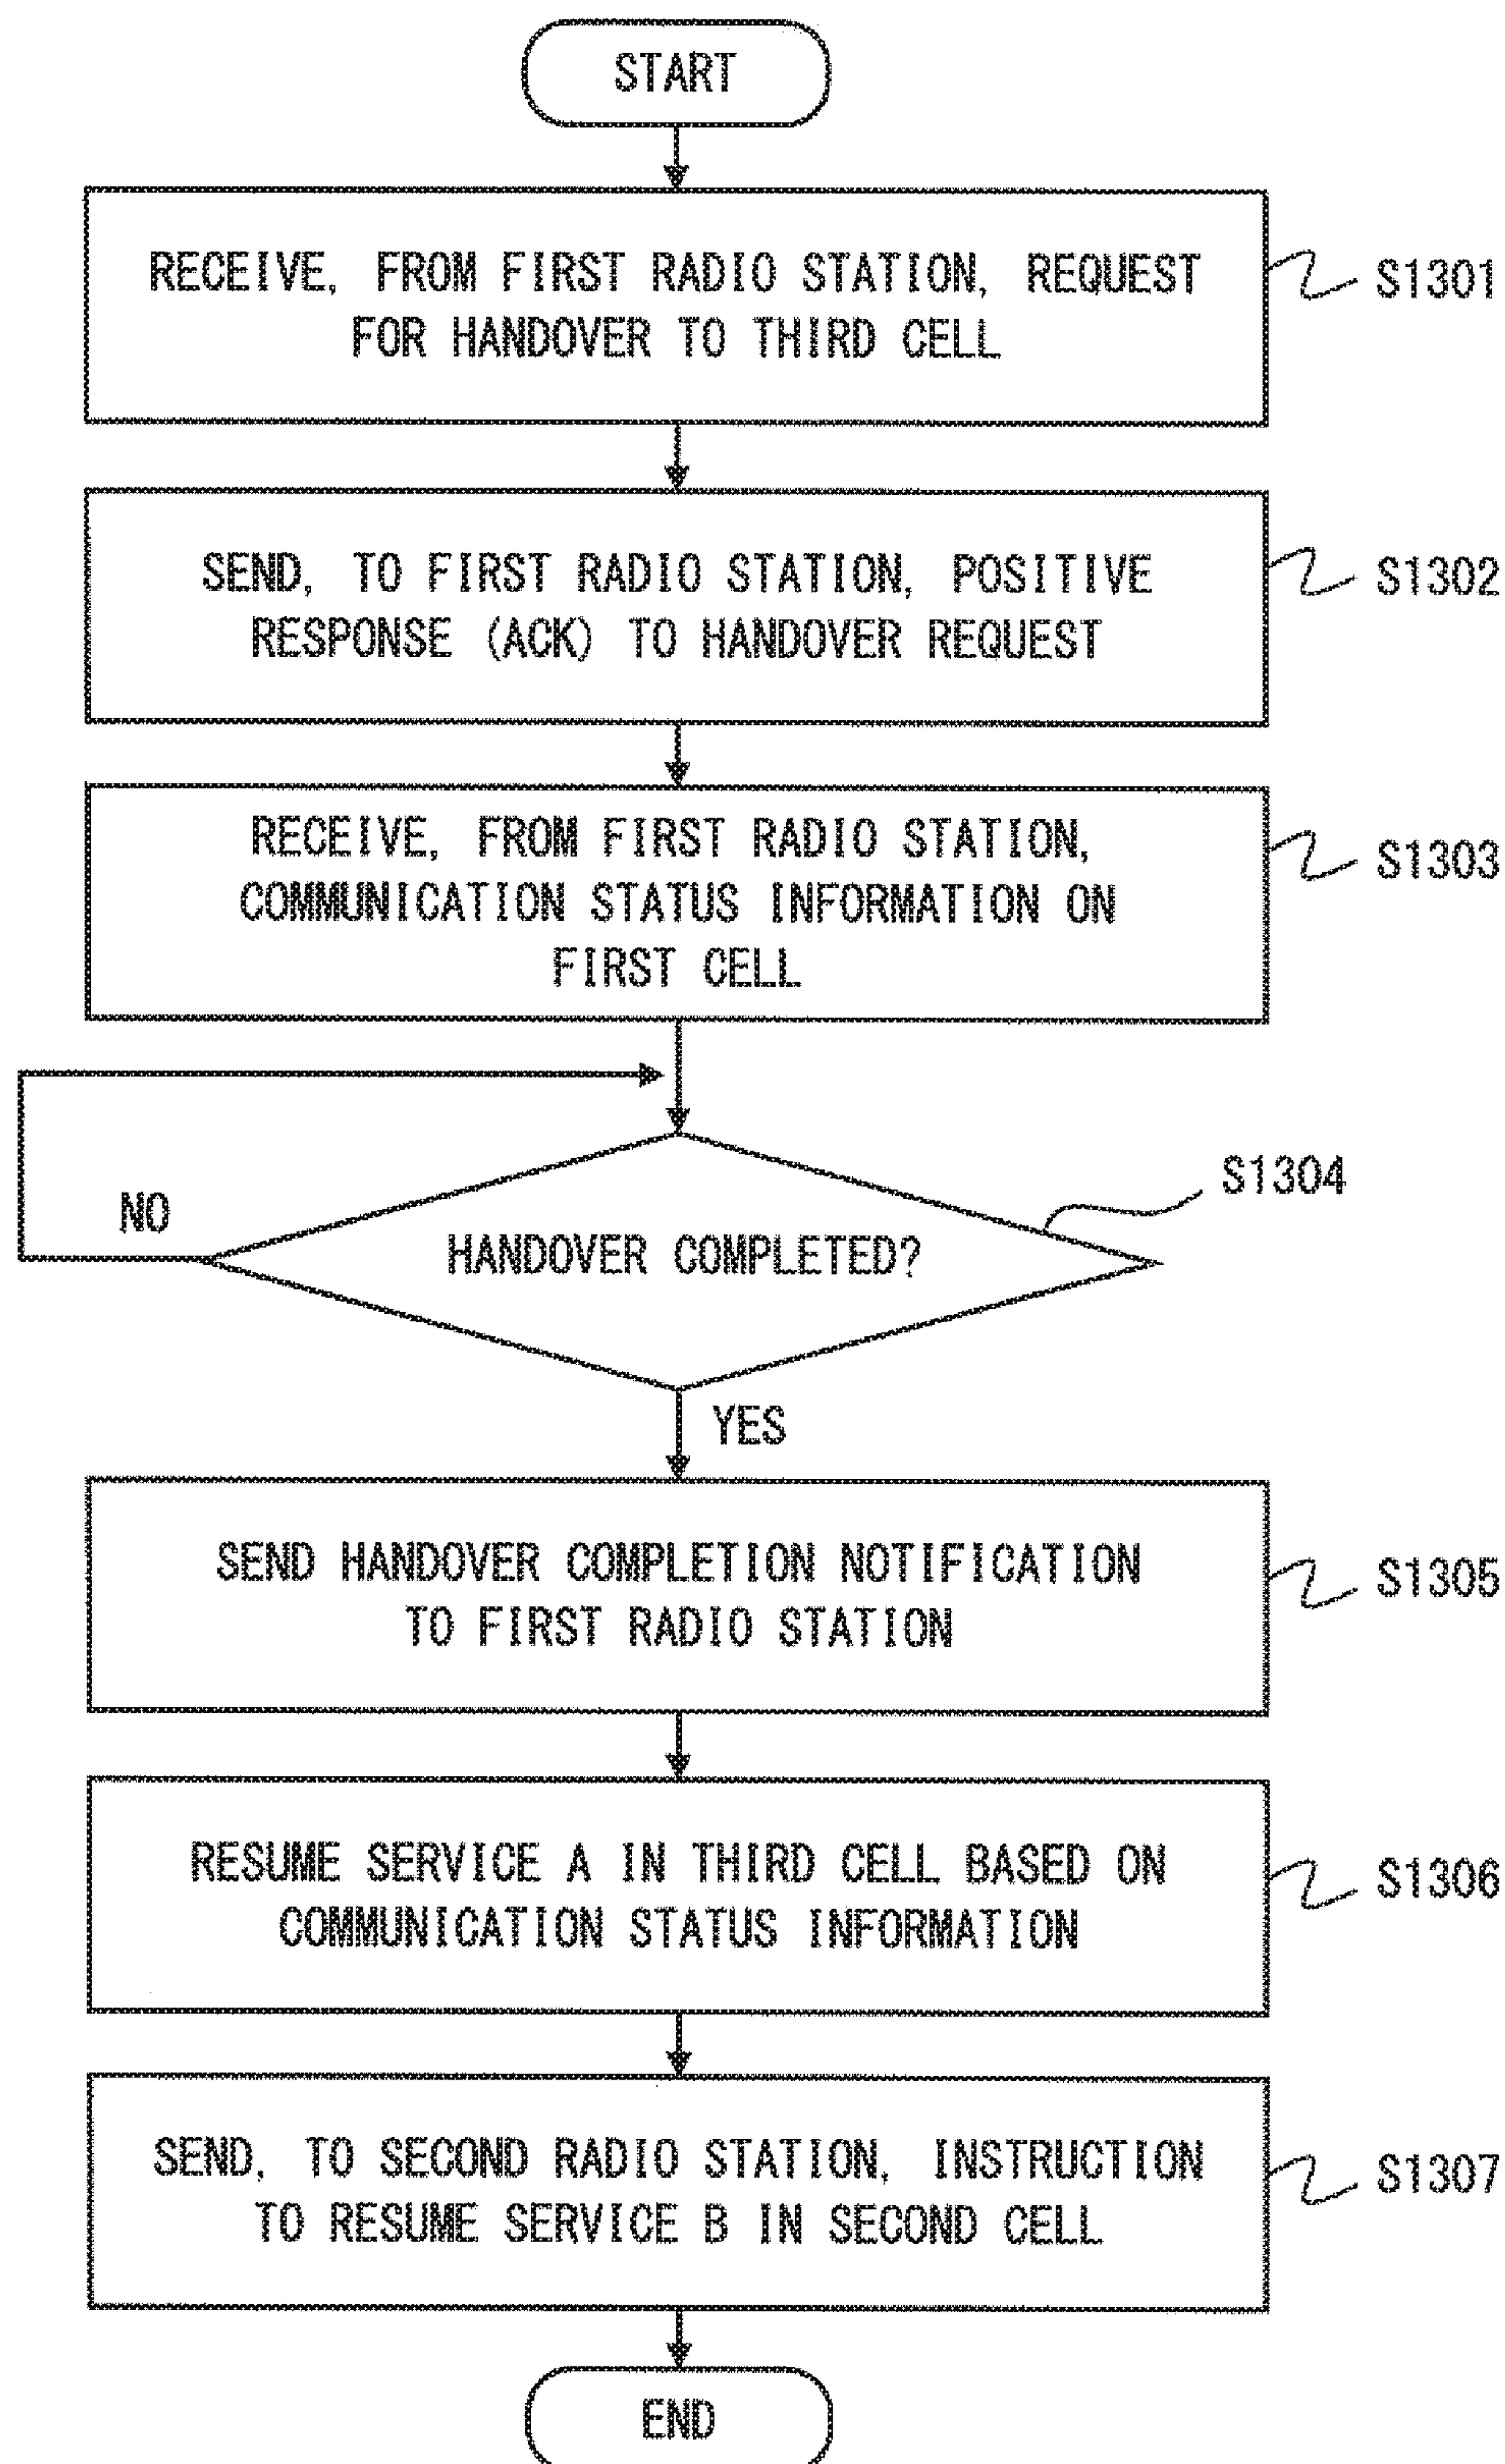 START
RECEIVE, FROM FIRST RADIO STATION, REQUEST
FOR HANDOVER TO THIRD CELL
S1301
SEND, TO FIRST RADIO STATION, POSITIVE
RESPONSE (ACK) TO HANDOVER REQUEST
S1302
RECEIVE, FROM FIRST RADIO STATION,
COMMUNICATION STATUS INFORMATION ON
FIRST CELL
S1303
S1304
NO
HANDOVER COMPLETED?
YES
SEND HANDOVER COMPLETION NOTIFICATION
TO FIRST RADIO STATION
S1305
RESUME SERVICE A IN THIRD CELL BASED ON
COMMUNICATION STATUS INFORMATION
S1306
SEND, TO SECOND RADIO STATION, INSTRUCTION
TO RESUME SERVICE B IN SECOND CELL
S1307
END